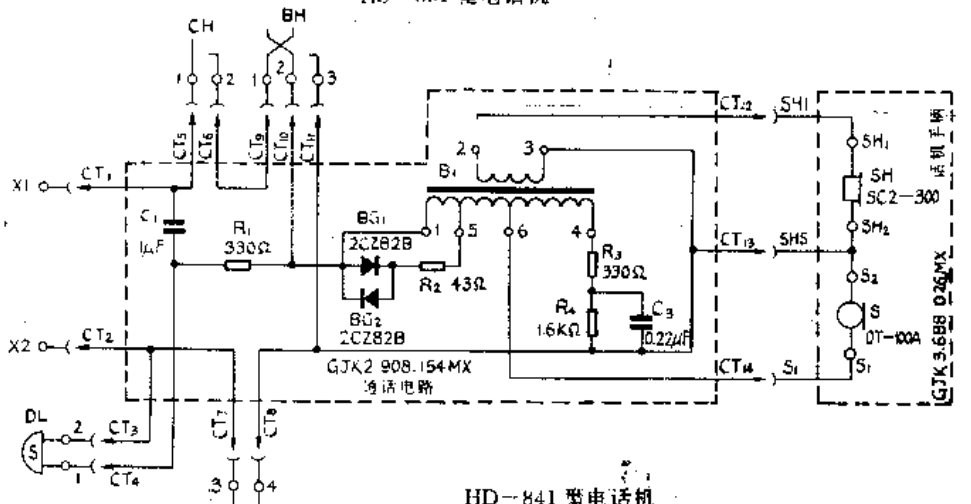 CH
BH
1
2
1
2
3
CT5
CT6
CT9
CT10
CT11
CT12
SH1
X1
CT1
C1
1μF
R1
330Ω
BG1
2CZ82B
BG2
2CZ82B
B1
2
3
1
5
6
4
R2 43Ω
R3
330Ω
R4
1.6KΩ
C3
0.22μF
SH1
SH
SC2-300
SH2
CT13
SH5
S2
S
DT-100A
S1
CT14
S1
话机手柄
GJK3.688 026MX
X2
CT2
GJK2 908.154MX
通话电路
DL
2
CT3
S
1
CT4
CT7
CT8
3
4
HD-841 型电话机